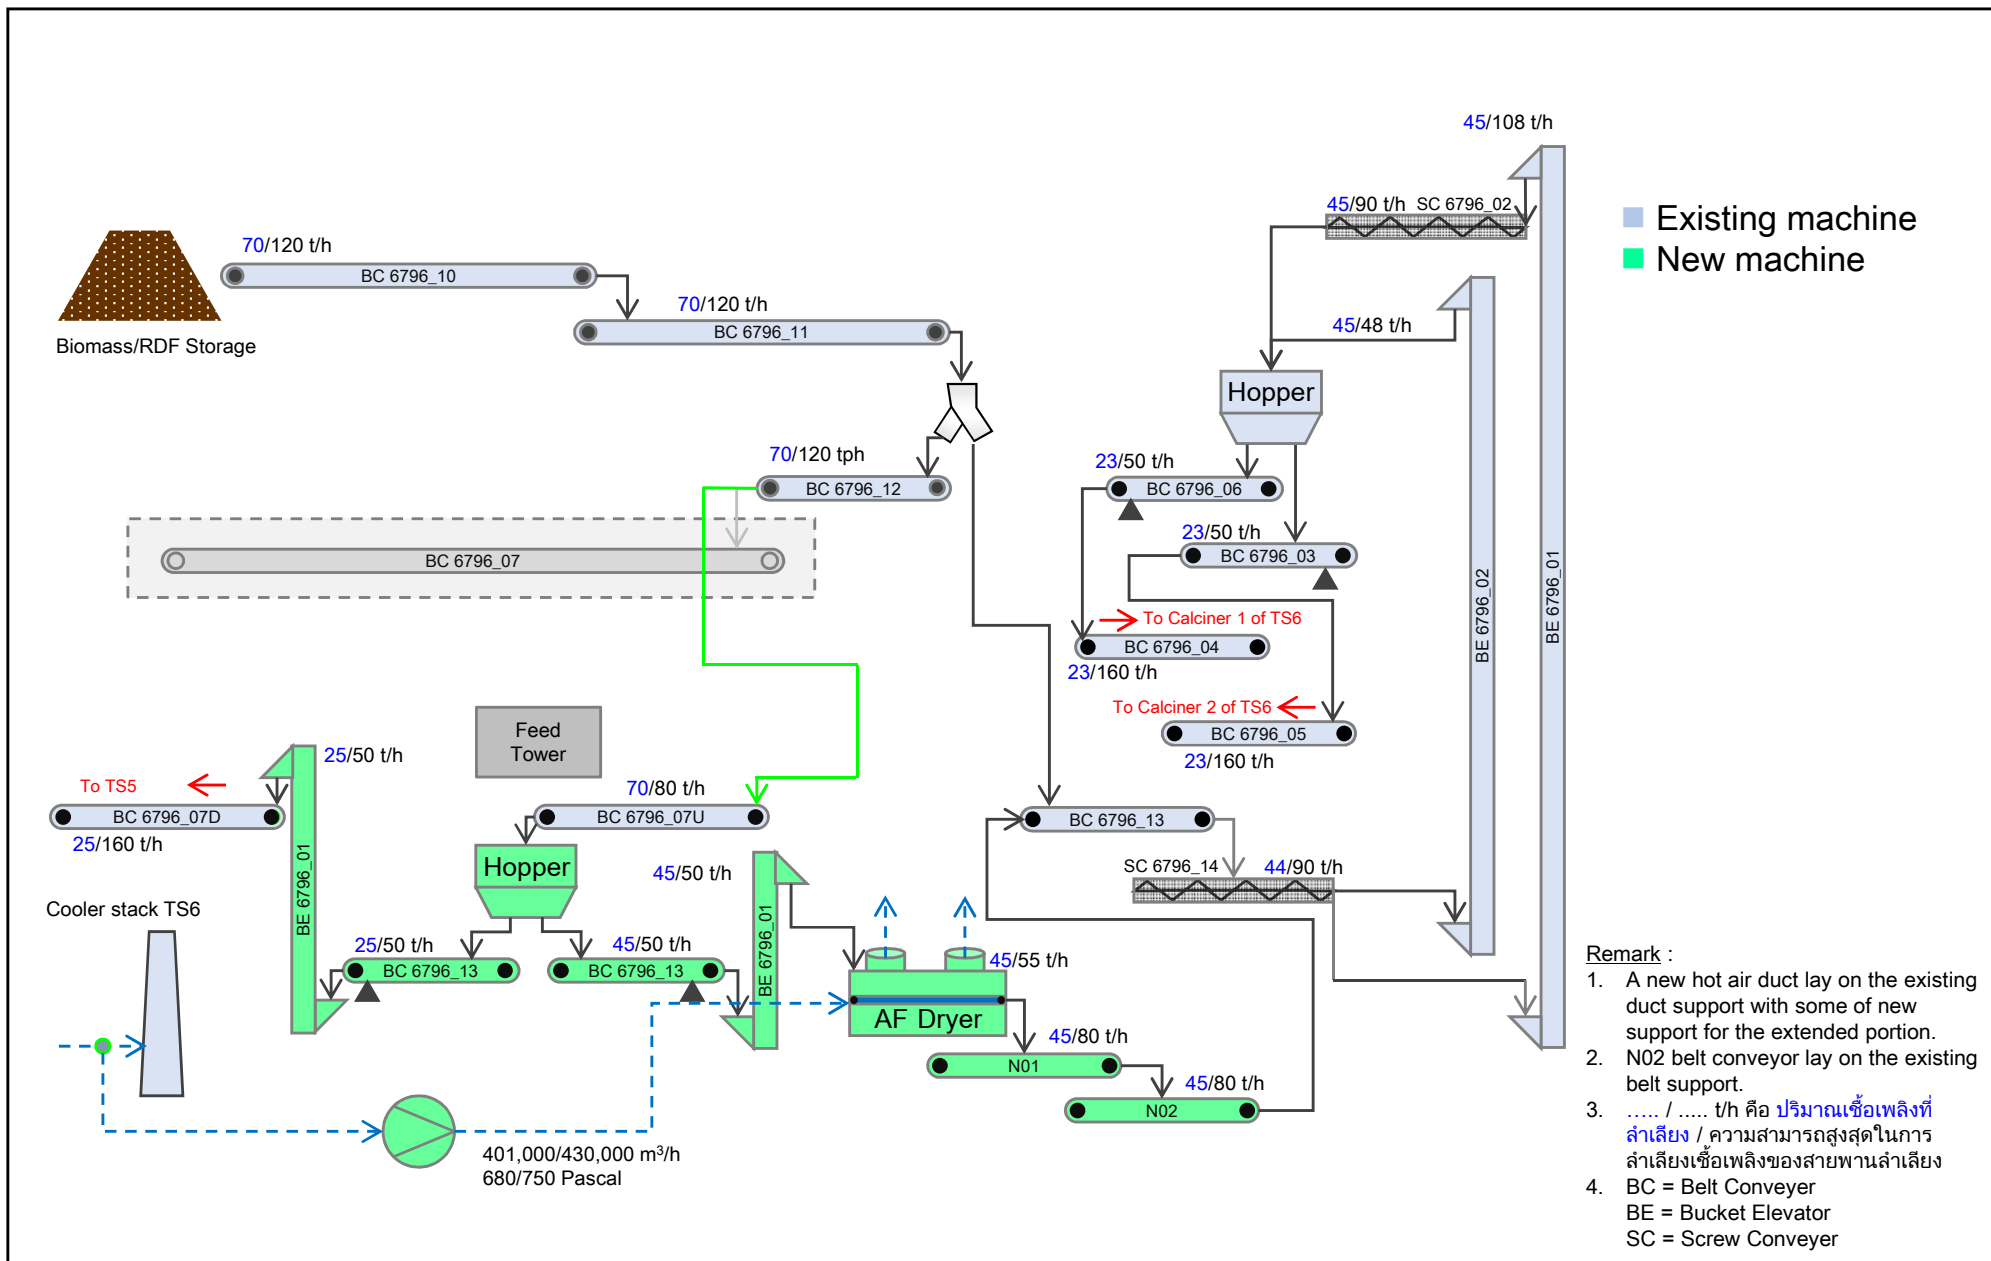 45/108 t/h
45/90 t/h SC 6796_02
Existing machine
New machine
70/120 t/h
BC 6796_10
70/120 t/h
BC 6796_11
Biomass/RDF Storage
45/48 t/h
Hopper
70/120 tph
BC 6796_12
23/50 t/h
BC 6796_06
23/50 t/h
BC 6796_03
BC 6796_07
BE 6796_02
BE 6796_01
To Calciner 1 of TS6
BC 6796_04
23/160 t/h
To Calciner 2 of TS6
BC 6796_05
23/160 t/h
Feed
Tower
25/50 t/h
To TS5
BC 6796_07D
25/160 t/h
70/80 t/h
BC 6796_07U
BC 6796_13
Hopper
45/50 t/h
SC 6796_14
44/90 t/h
BE 6796_01
BE 6796_01
Cooler stack TS6
25/50 t/h
BC 6796_13
45/50 t/h
BC 6796_13
45/55 t/h
AF Dryer
45/80 t/h
N01
45/80 t/h
N02
401,000/430,000 m³/h
680/750 Pascal
Remark :
1. A new hot air duct lay on the existing
duct support with some of new
support for the extended portion.
2. N02 belt conveyor lay on the existing
belt support.
3. ..... / ..... t/h คือ ปริมาณเชื้อเพลิงที่
ลำเลียง / ความสามารถสูงสุดในการ
ลำเลียงเชื้อเพลิงของสายพานลำเลียง
4. BC = Belt Conveyer
BE = Bucket Elevator
SC = Screw Conveyer